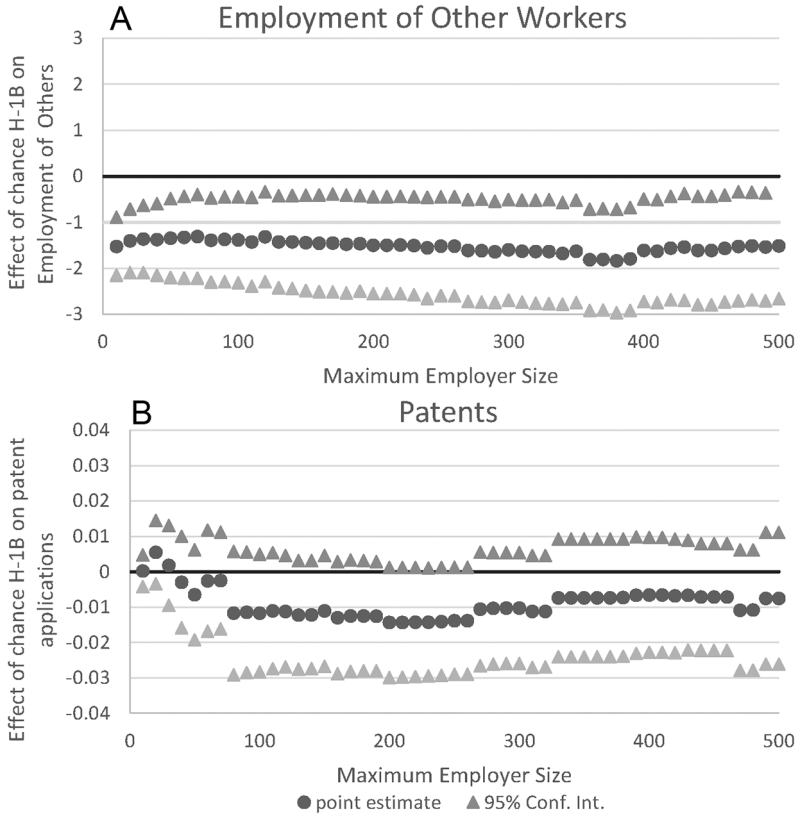 A Employment of Other Workers
Effect of chance H-1B on
Employment of Others
3
2
1
0
-1
-2
-3
0 100 200 300 400 500
Maximum Employer Size
B Patents
Effect of chance H-1B on patent
applications
0.04
0.03
0.02
0.01
0
-0.01
-0.02
-0.03
-0.04
0 100 200 300 400 500
Maximum Employer Size
point estimate 95% Conf. Int.